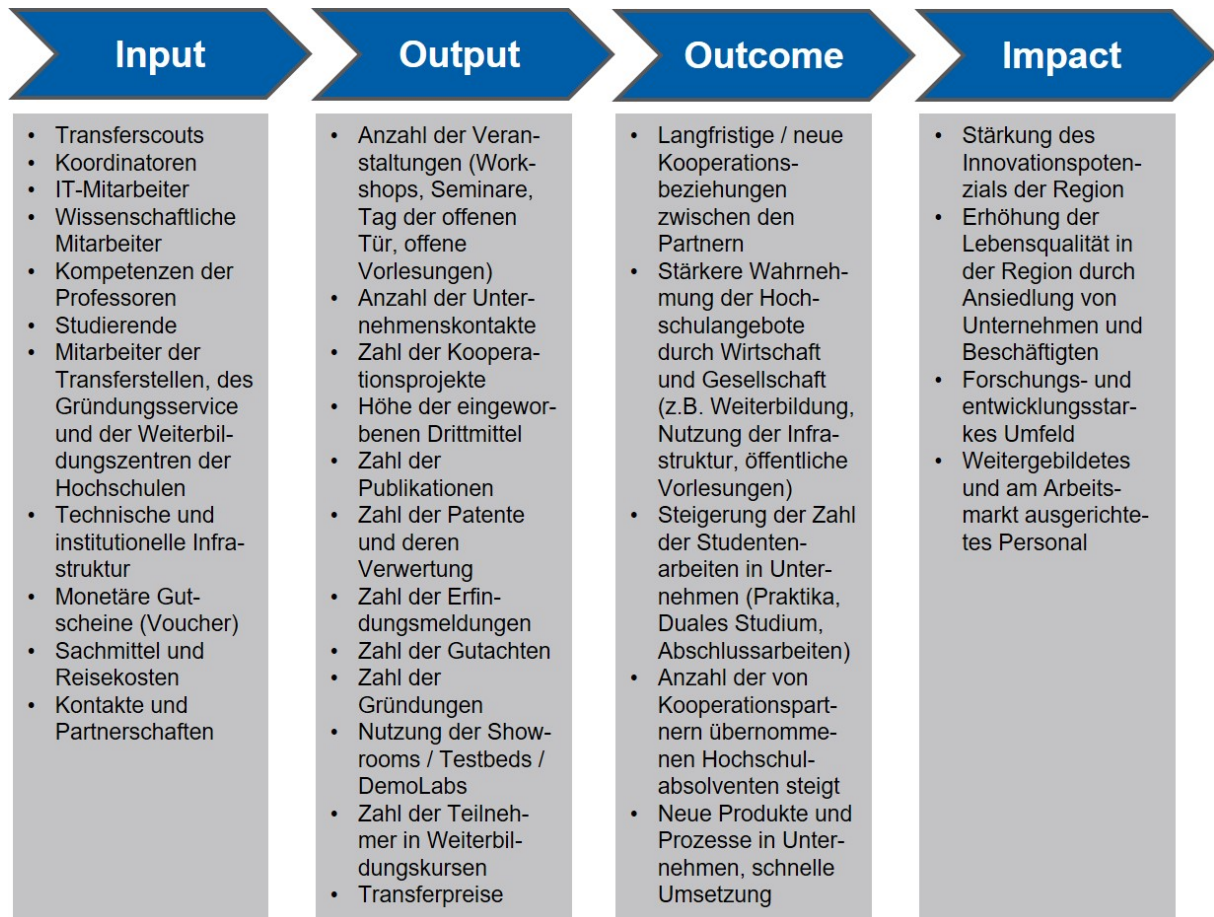 Input
Output
Outcome
Impact
• Transferscouts
• Koordinatoren
• IT-Mitarbeiter
• Wissenschaftliche
Mitarbeiter
• Kompetenzen der
Professoren
• Studierende
• Mitarbeiter der
Transferstellen, des
Gründungsservice
und der Weiterbil-
dungszentren der
Hochschulen
• Technische und
institutionelle Infra-
struktur
• Monetäre Gut-
scheine (Voucher)
• Sachmittel und
Reisekosten
• Kontakte und
Partnerschaften
• Anzahl der Veran-
staltungen (Work-
shops, Seminare,
Tag der offenen
Tür, offene
Vorlesungen)
• Anzahl der Unter-
nehmenskontakte
• Zahl der Koopera-
tionsprojekte
• Höhe der eingewor-
benen Drittmittel
• Zahl der
Publikationen
• Zahl der Patente
und deren
Verwertung
• Zahl der Erfin-
dungsmeldungen
• Zahl der Gutachten
• Zahl der
Gründungen
• Nutzung der Show-
rooms / Testbeds /
DemoLabs
• Zahl der Teilneh-
mer in Weiterbil-
dungskursen
• Transferpreise
• Langfristige / neue
Kooperations-
beziehungen
zwischen den
Partnern
• Stärkere Wahrneh-
mung der Hoch-
schulangebote
durch Wirtschaft
und Gesellschaft
(z.B. Weiterbildung,
Nutzung der Infra-
struktur, öffentliche
Vorlesungen)
• Steigerung der Zahl
der Studenten-
arbeiten in Unter-
nehmen (Praktika,
Duales Studium,
Abschlussarbeiten)
• Anzahl der von
Kooperationspart-
nern übernomme-
nen Hochschul-
absolventen steigt
• Neue Produkte und
Prozesse in Unter-
nehmen, schnelle
Umsetzung
• Stärkung des
Innovationspoten-
zials der Region
• Erhöhung der
Lebensqualität in
der Region durch
Ansiedlung von
Unternehmen und
Beschäftigten
• Forschungs- und
entwicklungsstar-
kes Umfeld
• Weitergebildetes
und am Arbeits-
markt ausgerichte-
tes Personal